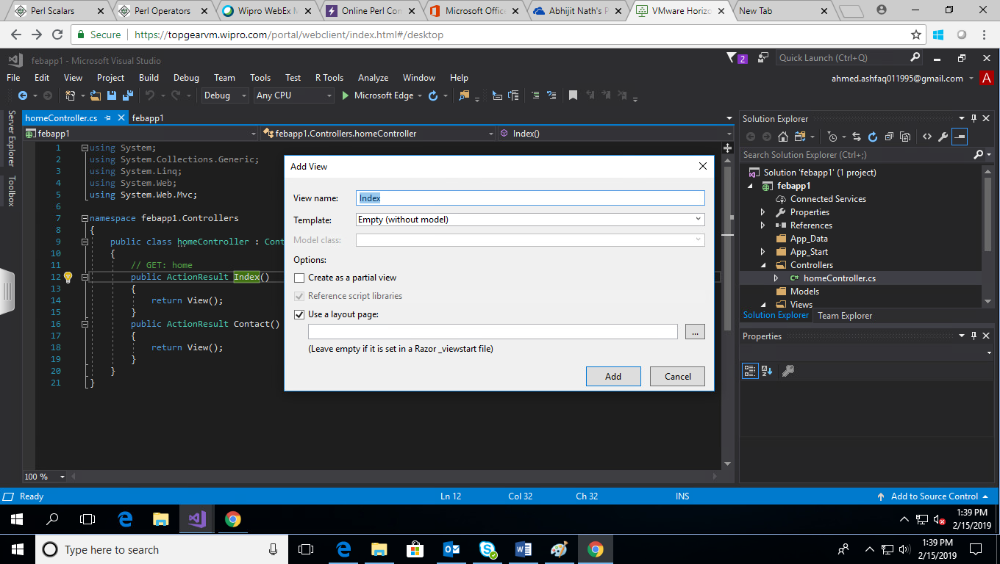 Perl Scalars
Perl Operators
Wipro WebEx M
Online Perl Con
Microsoft Offic
Abhijit Nath's P
VMware Horizo
New Tab
Secure
https://topgearvm.wipro.com/portal/webclient/index.html#/desktop
febapp1 - Microsoft Visual Studio
2
Quick Launch (Ctrl+Q)
File Edit View Project Build Debug Team Tools Test R Tools Analyze Window Help
ahmed.ashfaq011995@gmail.com A
Debug Any CPU Microsoft Edge
Server Explorer
Toolbox
homeController.cs febapp1
febapp1 febapp1.Controllers.homeController Index()
1 using System;
2 using System.Collections.Generic;
3 using System.Linq;
4 using System.Web;
5 using System.Web.Mvc;
6
7 namespace febapp1.Controllers
8 {
9 public class homeController : Cont
10 {
11 // GET: home
12 public ActionResult Index()
13 {
14 return View();
15 }
16 public ActionResult Contact()
17 {
18 return View();
19 }
20 }
21 }
100 %
Add View
View name: Index
Template: Empty (without model)
Model class:
Options:
Create as a partial view
Reference script libraries
Use a layout page:
...
(Leave empty if it is set in a Razor _viewstart file)
Add Cancel
Solution Explorer
Search Solution Explorer (Ctrl+;)
Solution 'febapp1' (1 project)
febapp1
Connected Services
Properties
References
App_Data
App_Start
Controllers
C# homeController.cs
Models
Views
Solution Explorer Team Explorer
Properties
Ready Ln 12 Col 32 Ch 32 INS Add to Source Control
1:39 PM
2/15/2019
Type here to search
1:39 PM
2/15/2019